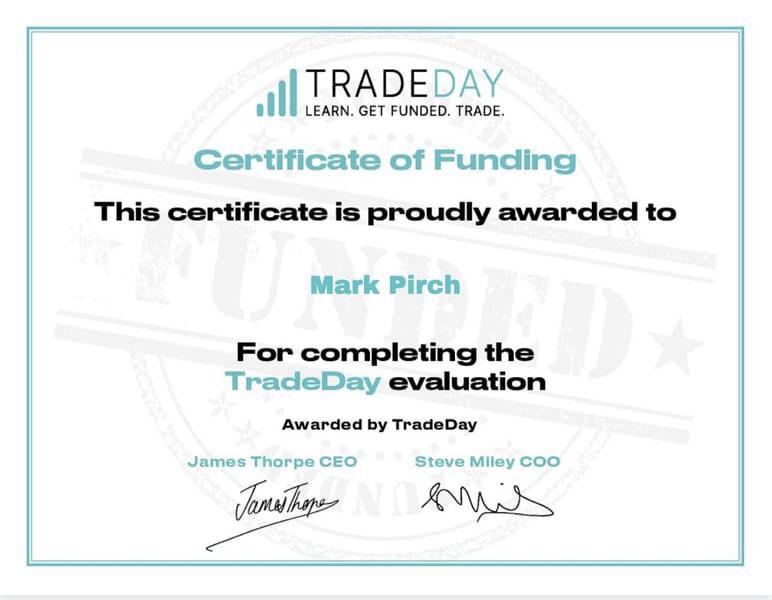 TRADEDAY
LEARN. GET FUNDED. TRADE.
Certificate of Funding
This certificate is proudly awarded to
FUNDED
Mark Pirch
For completing the
TradeDay evaluation
Awarded by TradeDay
James Thorpe CEO Steve Miley COO
James Thorpe